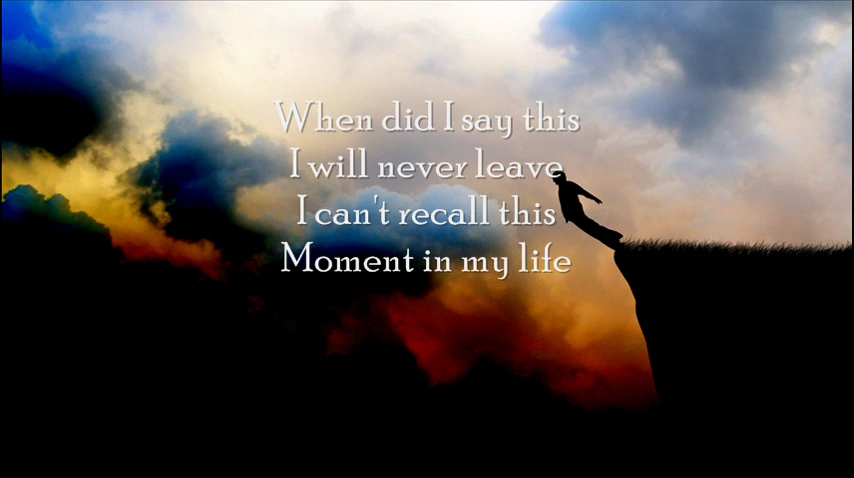 When did I say this
I will never leave
I can't recall this
Moment in my life